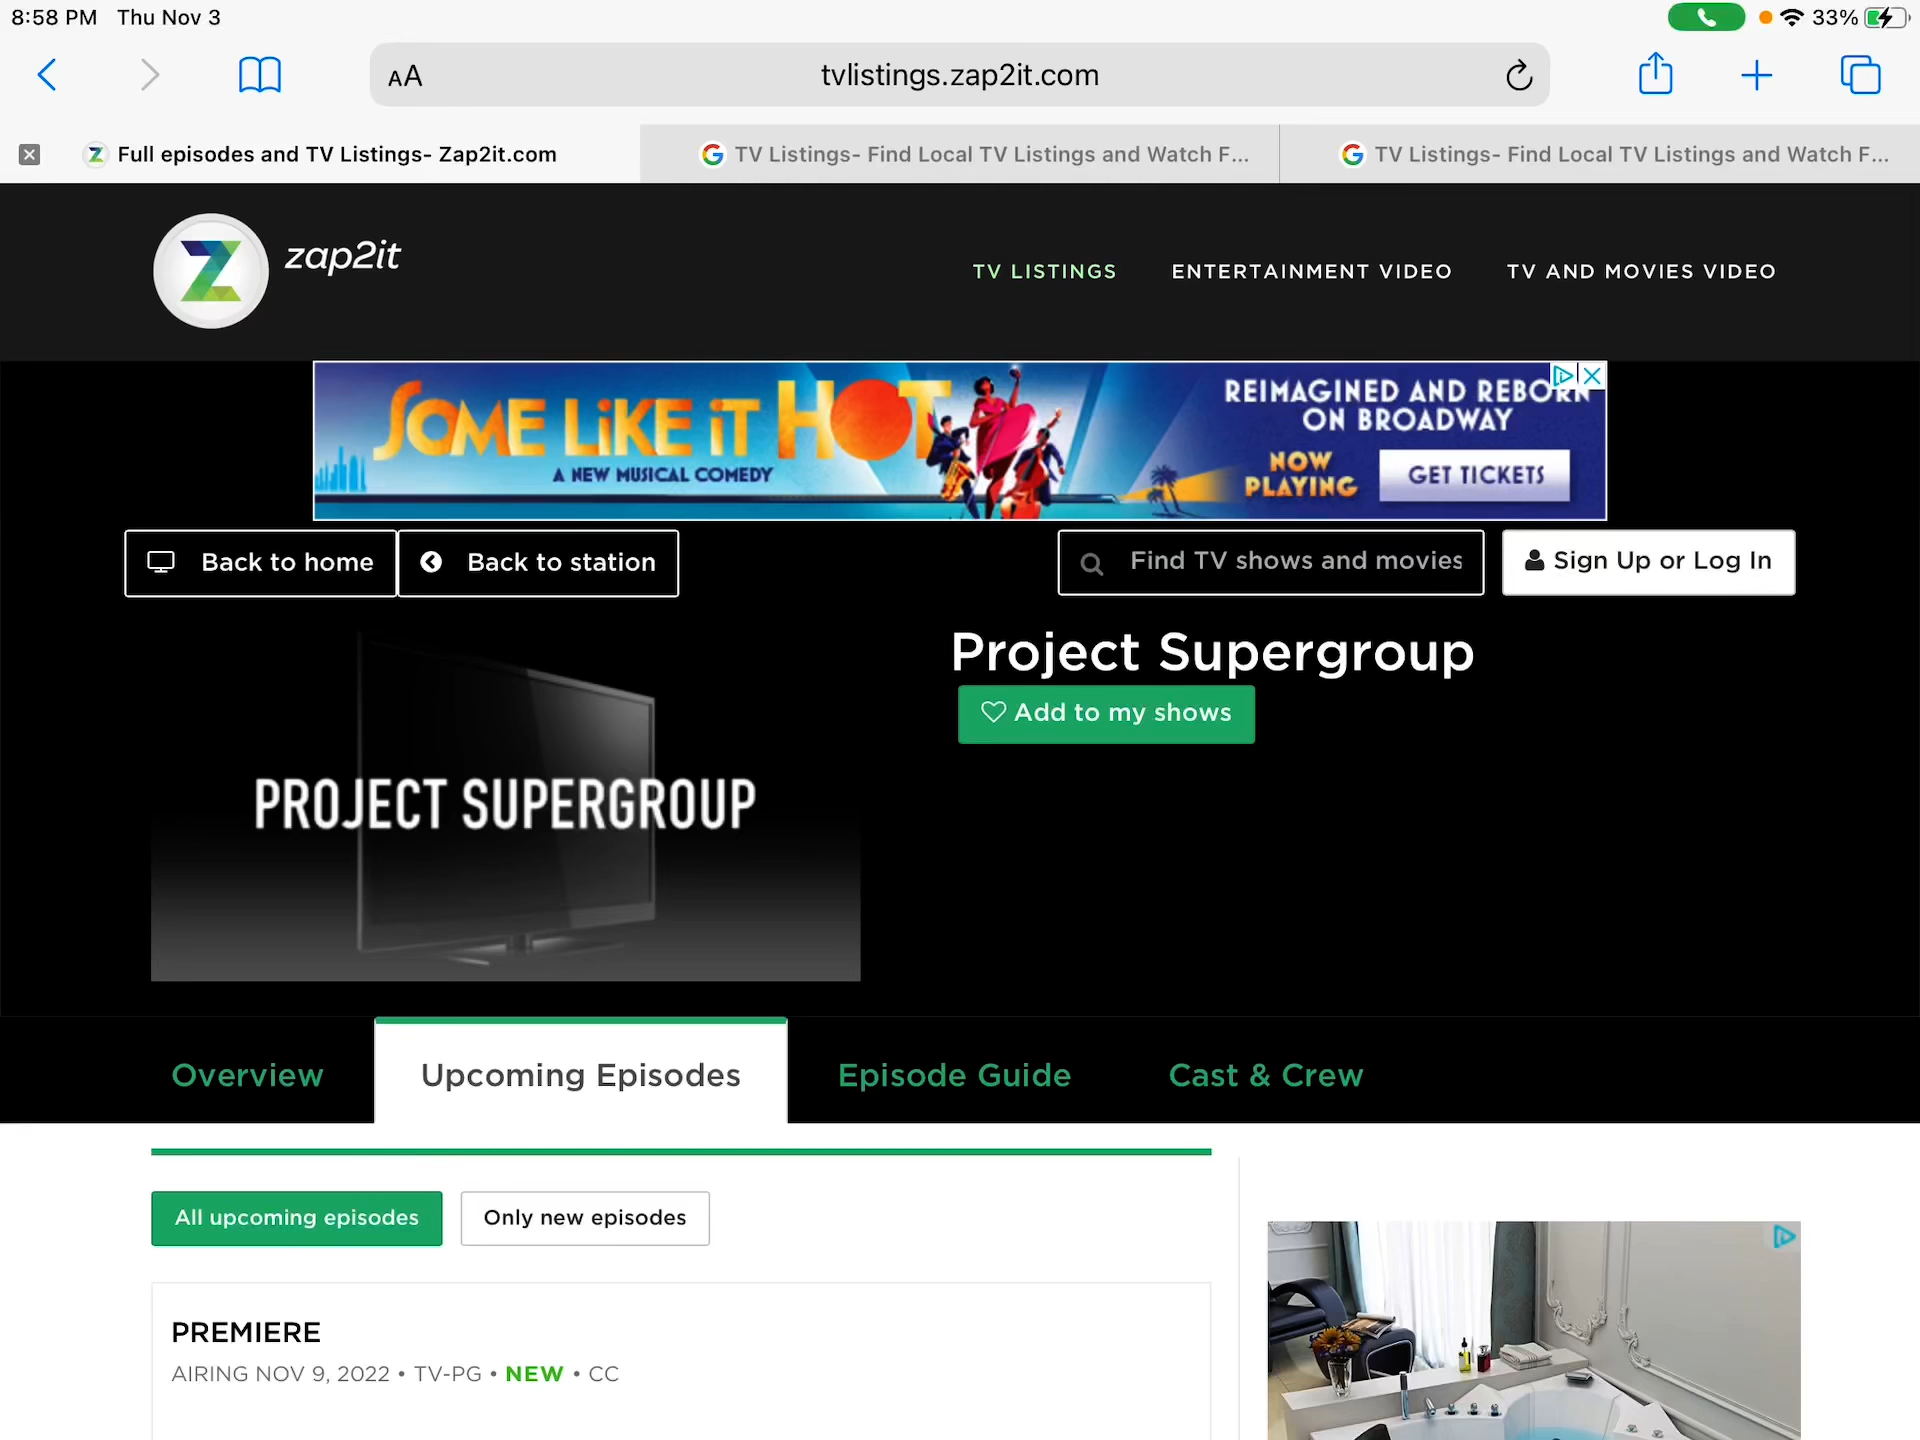 8:58 PM Thu Nov 3
33%
AA
tvlistings.zap2it.com
Full episodes and TV Listings- Zap2it.com
TV Listings- Find Local TV Listings and Watch F...
TV Listings- Find Local TV Listings and Watch F...
zap2it
TV LISTINGS
ENTERTAINMENT VIDEO
TV AND MOVIES VIDEO
SOME LIKE IT HOT
A NEW MUSICAL COMEDY
REIMAGINED AND REBORN
ON BROADWAY
NOW
PLAYING
GET TICKETS
Back to home
Back to station
Find TV shows and movies
Sign Up or Log In
Project Supergroup
Add to my shows
PROJECT SUPERGROUP
Overview
Upcoming Episodes
Episode Guide
Cast & Crew
All upcoming episodes
Only new episodes
PREMIERE
AIRING NOV 9, 2022 • TV-PG • NEW • CC